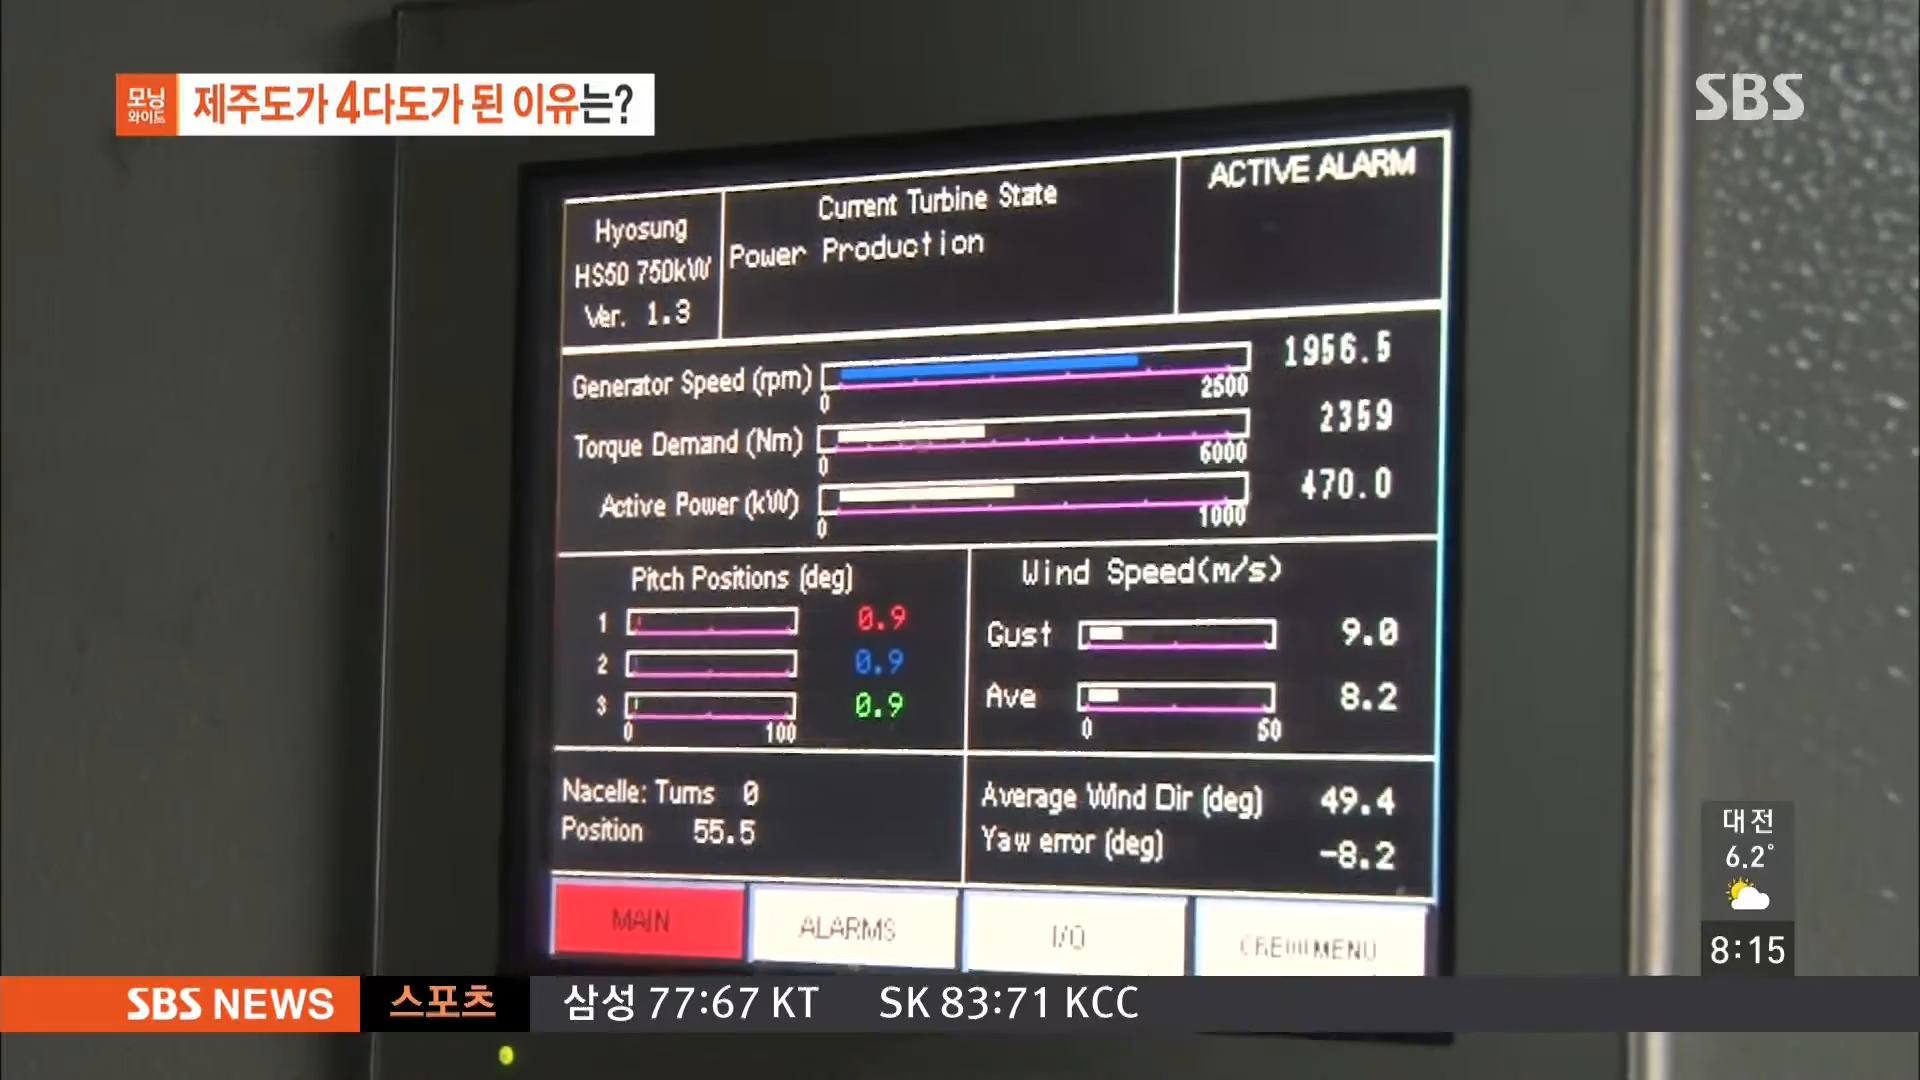 모닝
와이드
제주도가 4다도가 된 이유는?
SBS
Hyosung
HS50 750kW
Ver. 1.3
Current Turbine State
Power Production
ACTIVE ALARM
Generator Speed (rpm)
0
2500
1956.5
Torque Demand (Nm)
0
6000
2359
Active Power (kW)
0
1000
470.0
Pitch Positions (deg)
1
0.9
2
0.9
3
0.9
0
100
Wind Speed(m/s)
Gust
9.0
Ave
8.2
0
50
Nacelle: Turns 0
Position 55.5
Average Wind Dir (deg) 49.4
Yaw error (deg) -8.2
MAIN
ALARMS
I/O
MENU
대전
6.2°
8:15
SBS NEWS
스포츠
삼성 77:67 KT SK 83:71 KCC